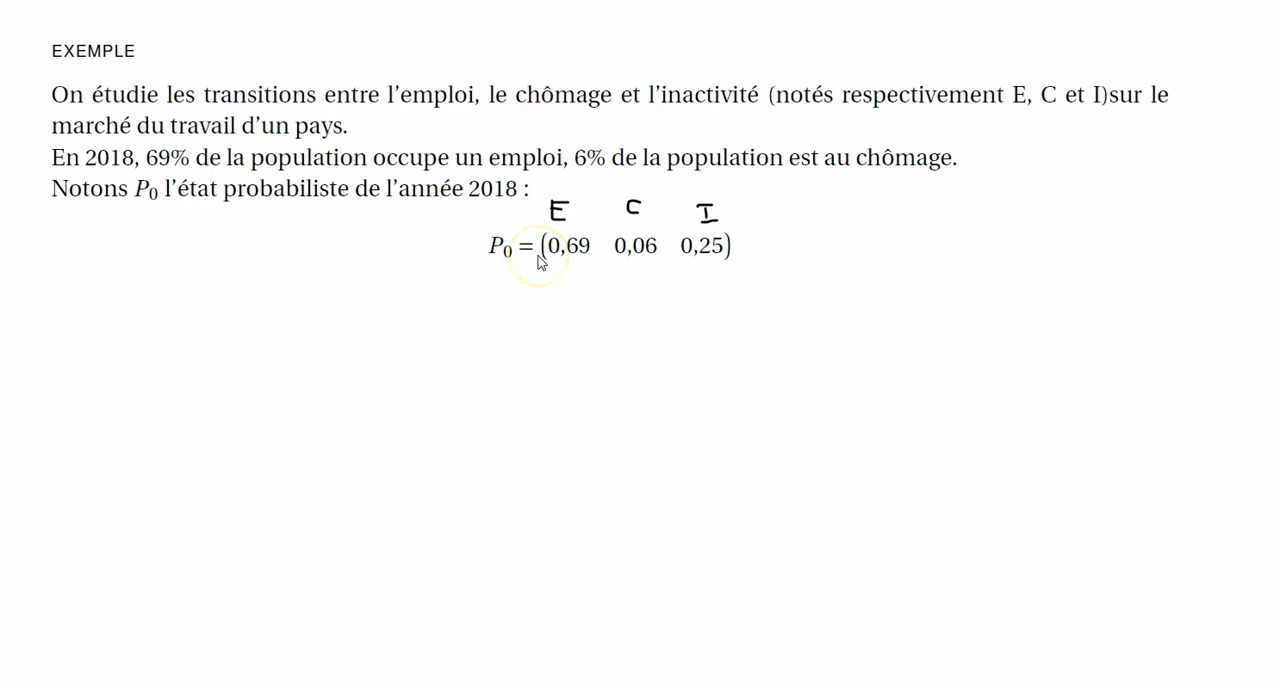 EXEMPLE
On étudie les transitions entre l'emploi, le chômage et l'inactivité (notés respectivement E, C et I)sur le
marché du travail d'un pays.
En 2018, 69% de la population occupe un emploi, 6% de la population est au chômage.
Notons P₀ l'état probabiliste de l'année 2018 :
E C I
P₀ = (0,69 0,06 0,25)